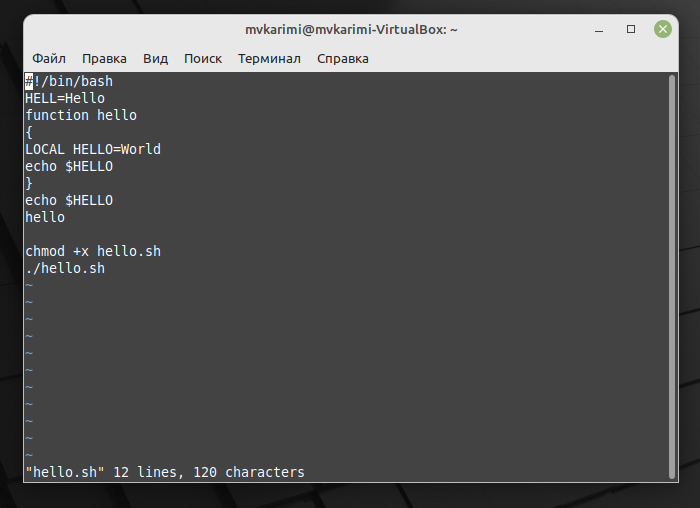 mvkarimi@mvkarimi-VirtualBox: ~
Файл Правка Вид Поиск Терминал Справка
#!/bin/bash
HELL=Hello
function hello
{
LOCAL HELLO=World
echo $HELLO
}
echo $HELLO
hello

chmod +x hello.sh
./hello.sh
~
~
~
~
~
~
~
~
~
~
~
"hello.sh" 12 lines, 120 characters